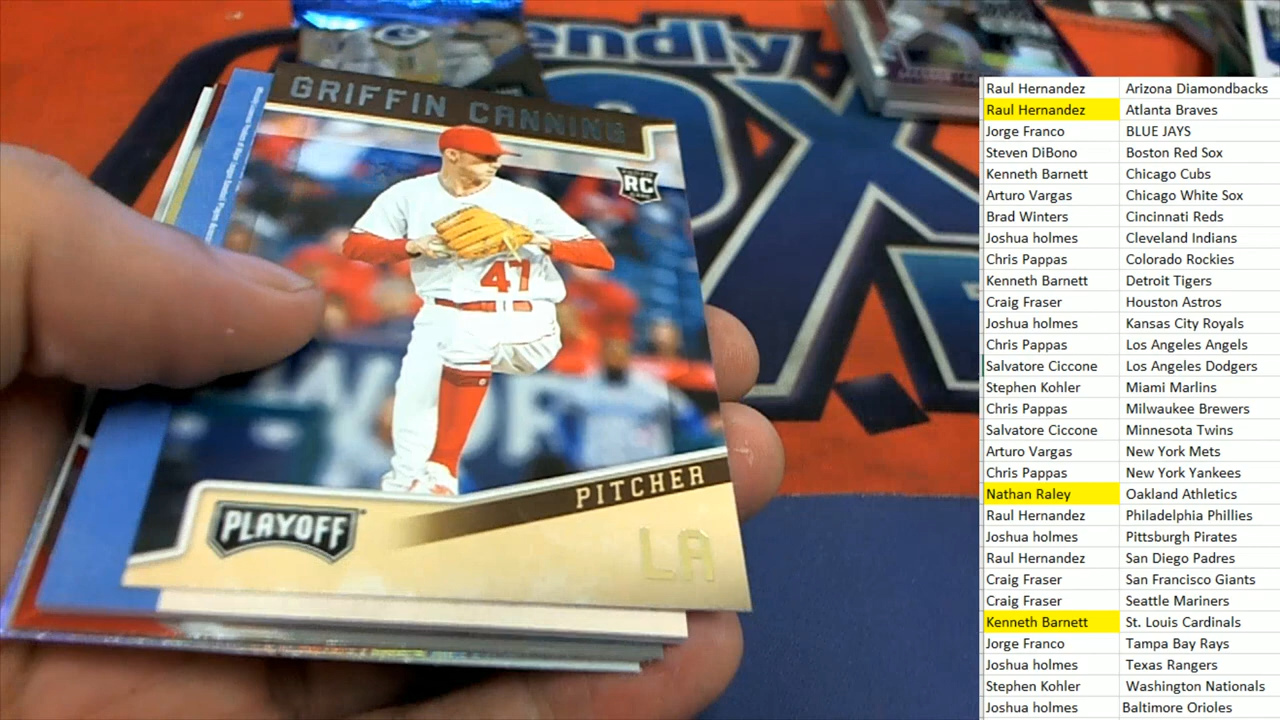 endly
GRIFFIN CANNING
RC
47
PITCHER
PLAYOFF
LA
Raul Hernandez Arizona Diamondbacks
Raul Hernandez Atlanta Braves
Jorge Franco BLUE JAYS
Steven DiBono Boston Red Sox
Kenneth Barnett Chicago Cubs
Arturo Vargas Chicago White Sox
Brad Winters Cincinnati Reds
Joshua holmes Cleveland Indians
Chris Pappas Colorado Rockies
Kenneth Barnett Detroit Tigers
Craig Fraser Houston Astros
Joshua holmes Kansas City Royals
Chris Pappas Los Angeles Angels
Salvatore Ciccone Los Angeles Dodgers
Stephen Kohler Miami Marlins
Chris Pappas Milwaukee Brewers
Salvatore Ciccone Minnesota Twins
Arturo Vargas New York Mets
Chris Pappas New York Yankees
Nathan Raley Oakland Athletics
Raul Hernandez Philadelphia Phillies
Joshua holmes Pittsburgh Pirates
Raul Hernandez San Diego Padres
Craig Fraser San Francisco Giants
Craig Fraser Seattle Mariners
Kenneth Barnett St. Louis Cardinals
Jorge Franco Tampa Bay Rays
Joshua holmes Texas Rangers
Stephen Kohler Washington Nationals
Joshua holmes Baltimore Orioles